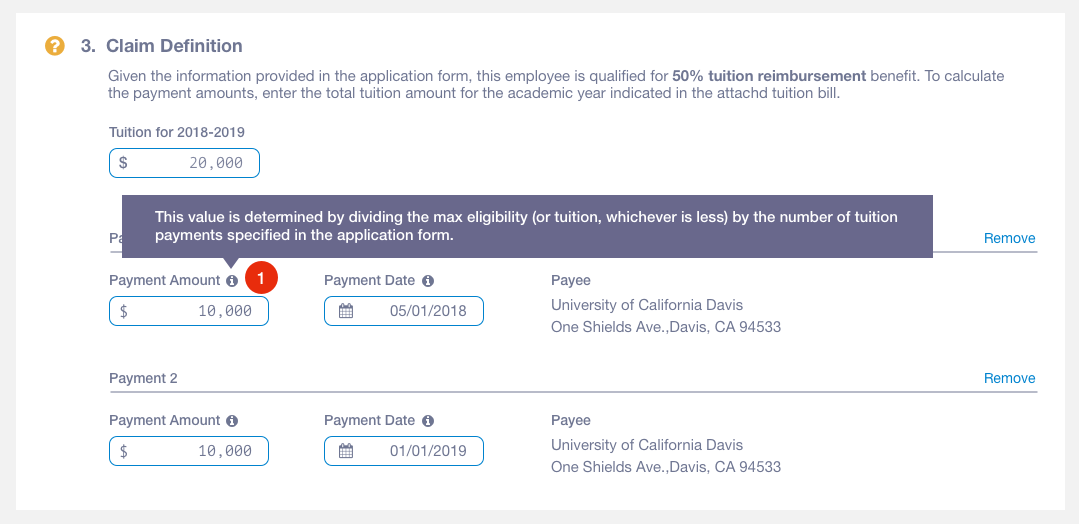 3. Claim Definition
Given the information provided in the application form, this employee is qualified for 50% tuition reimbursement benefit. To calculate
the payment amounts, enter the total tuition amount for the academic year indicated in the attachd tuition bill.
Tuition for 2018-2019
$ 20,000
This value is determined by dividing the max eligibility (or tuition, whichever is less) by the number of tuition
payments specified in the application form.
Remove
Payment Amount 1 Payment Date Payee
$ 10,000 05/01/2018 University of California Davis
One Shields Ave.,Davis, CA 94533
Payment 2 Remove
Payment Amount Payment Date Payee
$ 10,000 01/01/2019 University of California Davis
One Shields Ave.,Davis, CA 94533